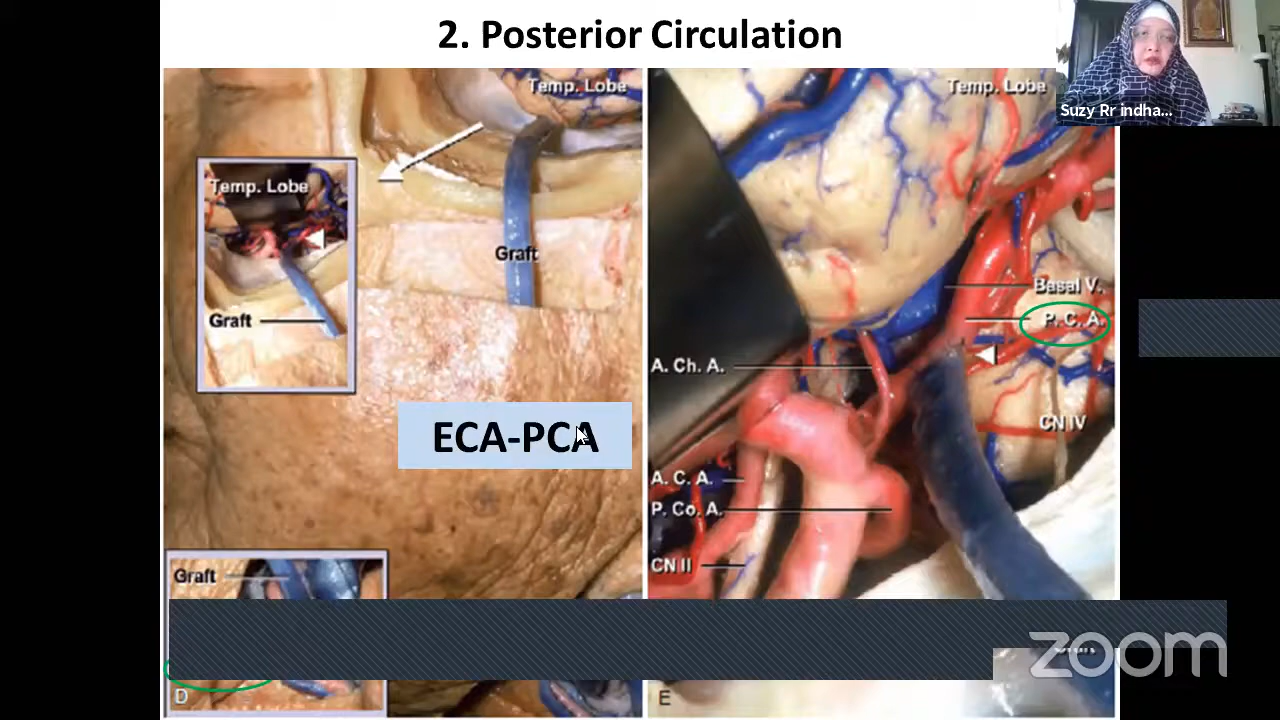 2. Posterior Circulation
Suzy Rr indha...
Temp. Lobe
Temp. Lobe
Graft
Graft
ECA-PCA
Graft
D
Temp. Lobe
Basal V.
P. C. A.
A. Ch. A.
CN IV
A. C. A.
P. Co. A.
CN II
E
zoom